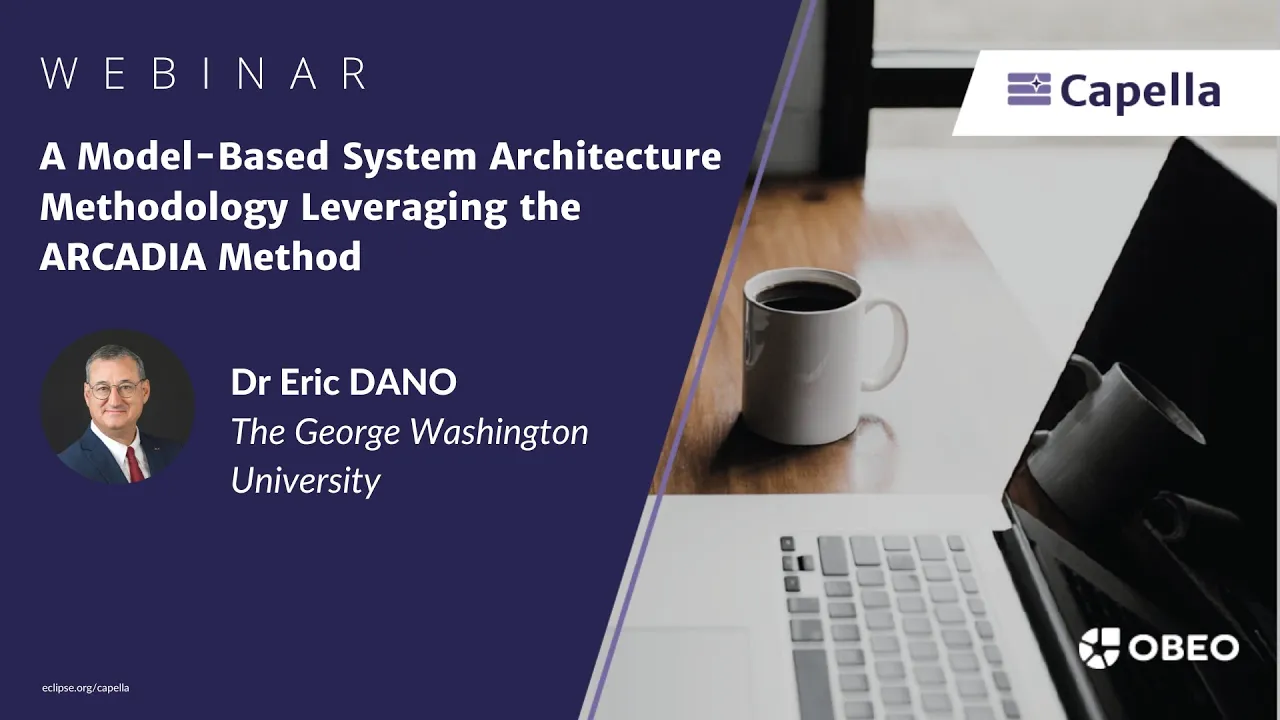 WEBINAR
Capella
A Model-Based System Architecture
Methodology Leveraging the
ARCADIA Method
Dr Eric DANO
The George Washington
University
eclipse.org/capella
OBEO